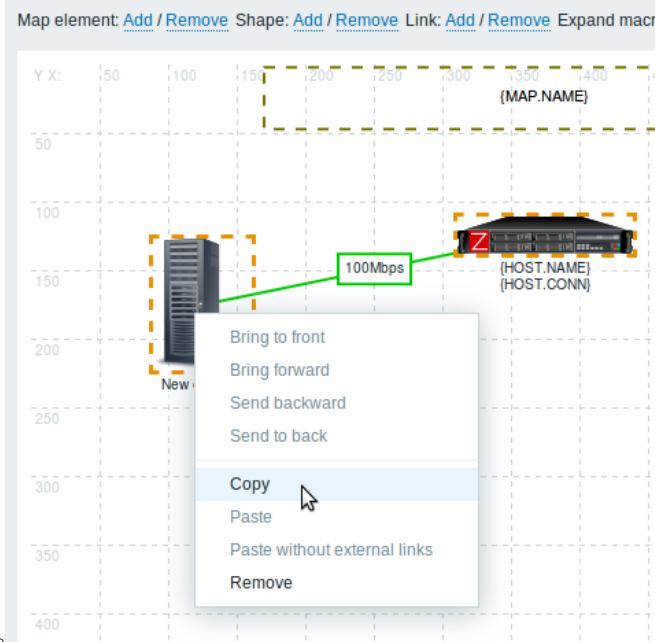 Map element: Add / Remove Shape: Add / Remove Link: Add / Remove Expand macr
Y X: 50 100 150 200 250 300 350 400
{MAP.NAME}
50
100
100Mbps
{HOST.NAME}
150
{HOST.CONN}
Bring to front
200
Bring forward
New
Send backward
250
Send to back
300
Copy
Paste
350
Paste without external links
Remove
400